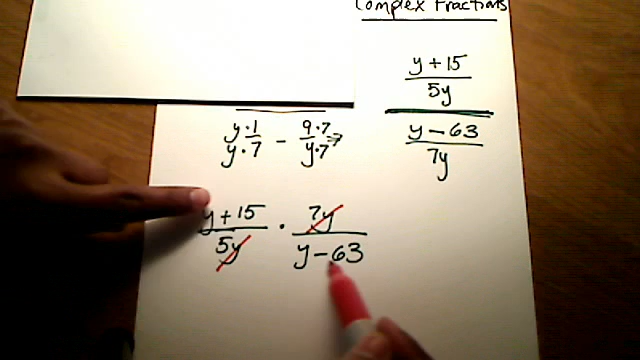 Complex Fractions
y + 15
5y
y - 63
7y
y · 1
y · 7
-
9 · 7
y · 7
y + 15
5y
·
7y
y - 63